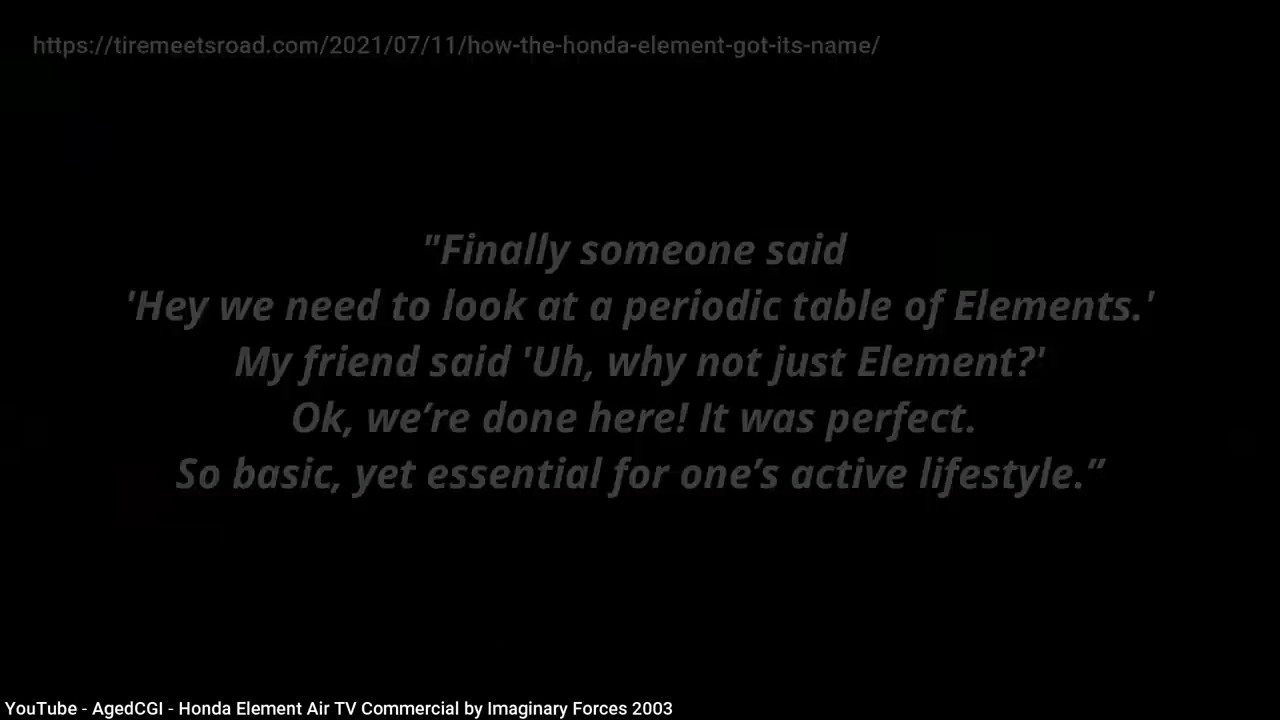 https://tiremeetsroad.com/2021/07/11/how-the-honda-element-got-its-name/
"Finally someone said
'Hey we need to look at a periodic table of Elements.'
My friend said 'Uh, why not just Element?'
Ok, we’re done here! It was perfect.
So basic, yet essential for one’s active lifestyle.”
YouTube - AgedCGI - Honda Element Air TV Commercial by Imaginary Forces 2003